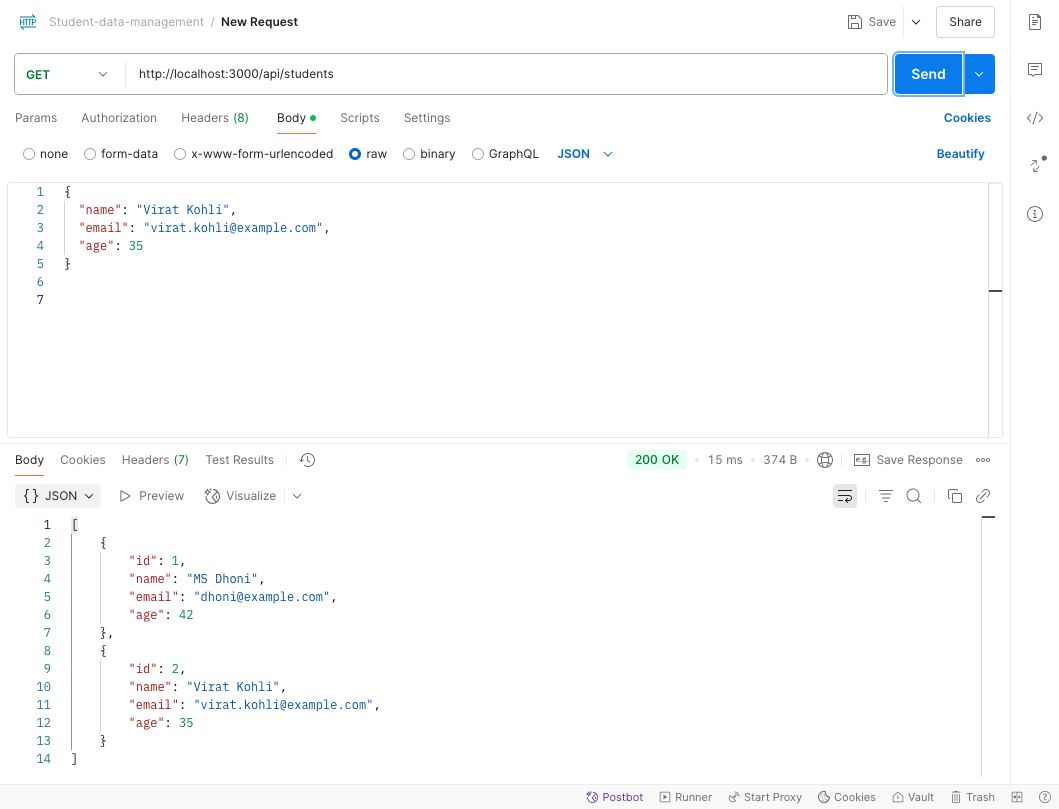 HTTP Student-data-management / New Request Save Share
GET http://localhost:3000/api/students Send
Params Authorization Headers (8) Body Scripts Settings Cookies
none form-data x-www-form-urlencoded raw binary GraphQL JSON Beautify
1 {
2 "name": "Virat Kohli",
3 "email": "virat.kohli@example.com",
4 "age": 35
5 }
6
7
Body Cookies Headers (7) Test Results 200 OK • 15 ms • 374 B • e.g. Save Response
{} JSON Preview Visualize
1 [
2 {
3 "id": 1,
4 "name": "MS Dhoni",
5 "email": "dhoni@example.com",
6 "age": 42
7 },
8 {
9 "id": 2,
10 "name": "Virat Kohli",
11 "email": "virat.kohli@example.com",
12 "age": 35
13 }
14 ]
Postbot Runner Start Proxy Cookies Vault Trash